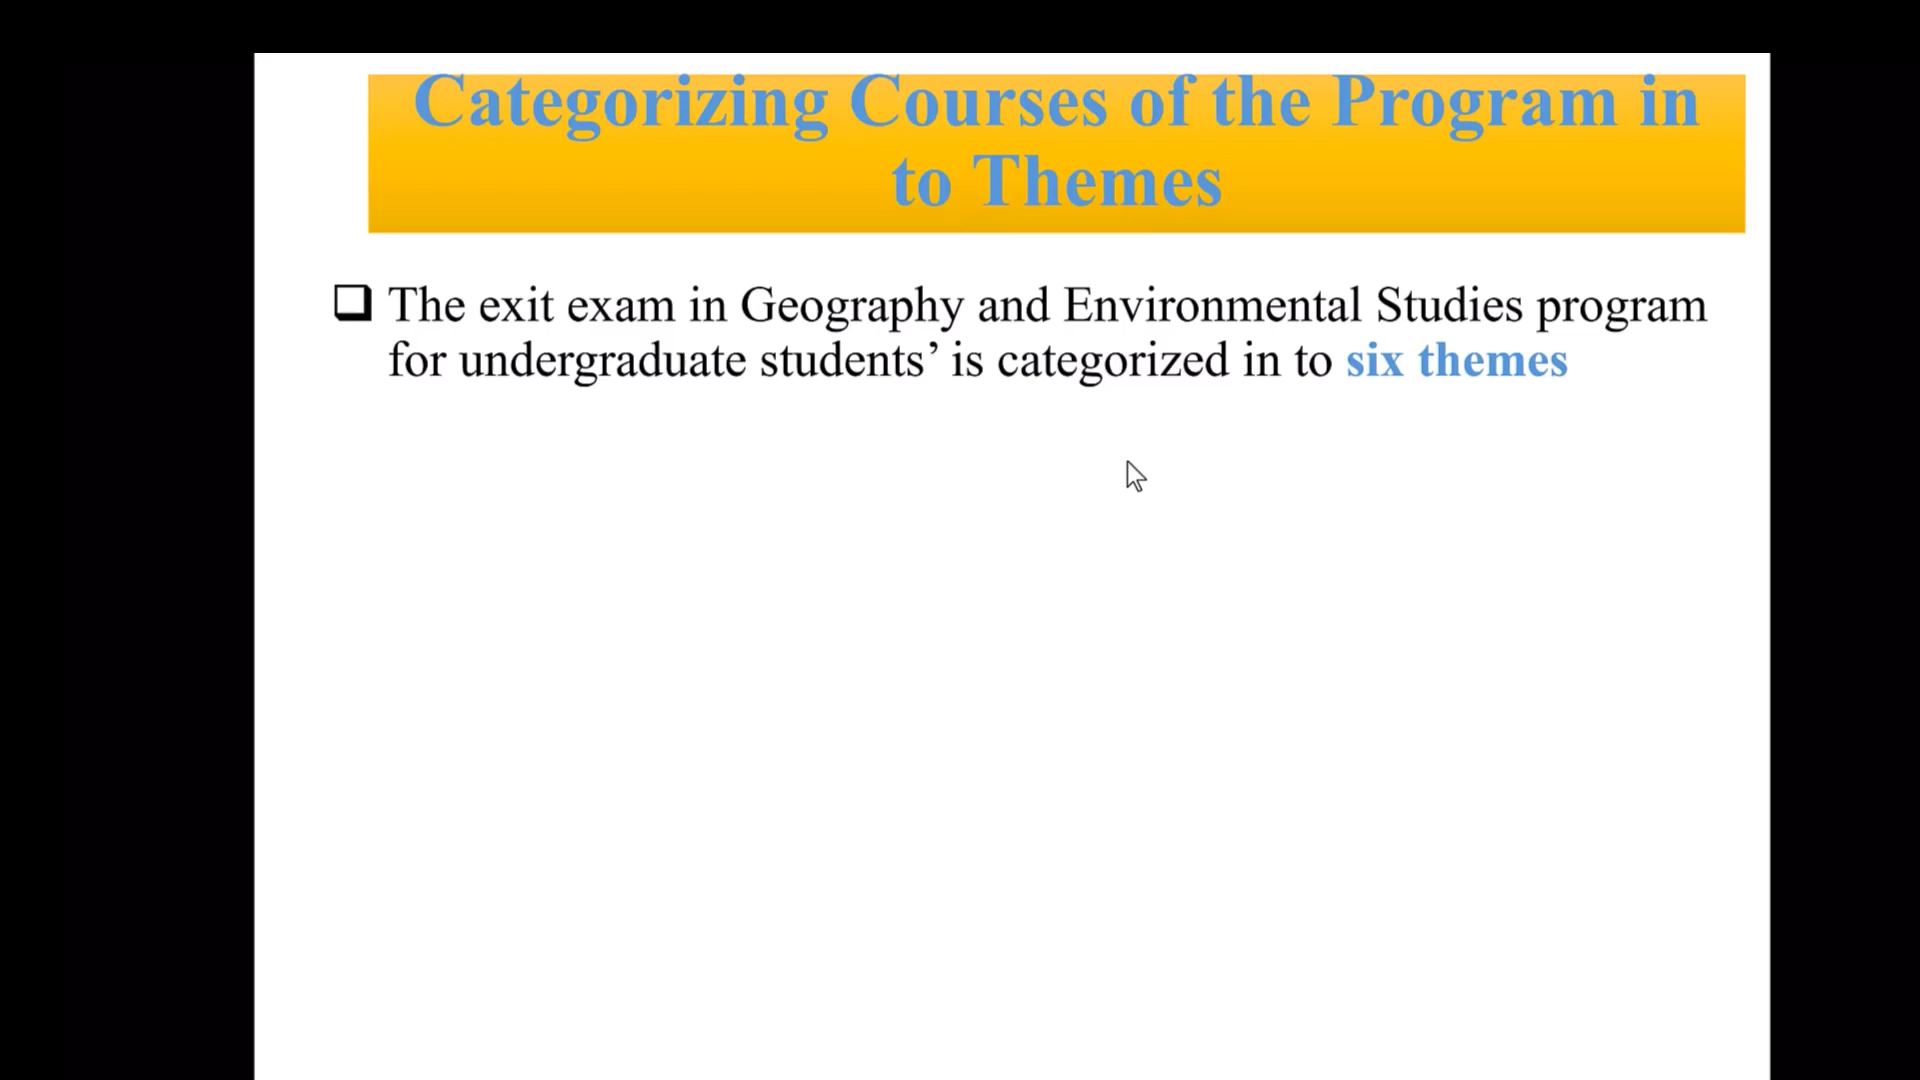 Categorizing Courses of the Program in
to Themes
The exit exam in Geography and Environmental Studies program
for undergraduate students’ is categorized in to six themes